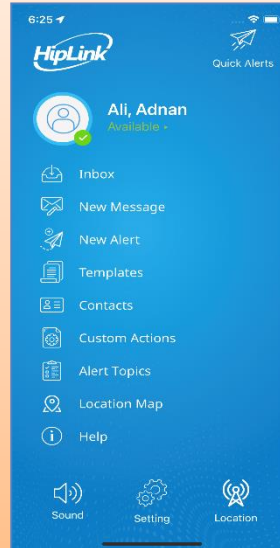 6:25
HipLink
Quick Alerts
Ali, Adnan
Available
Inbox
New Message
New Alert
Templates
Contacts
Custom Actions
Alert Topics
Location Map
Help
Sound
Setting
Location